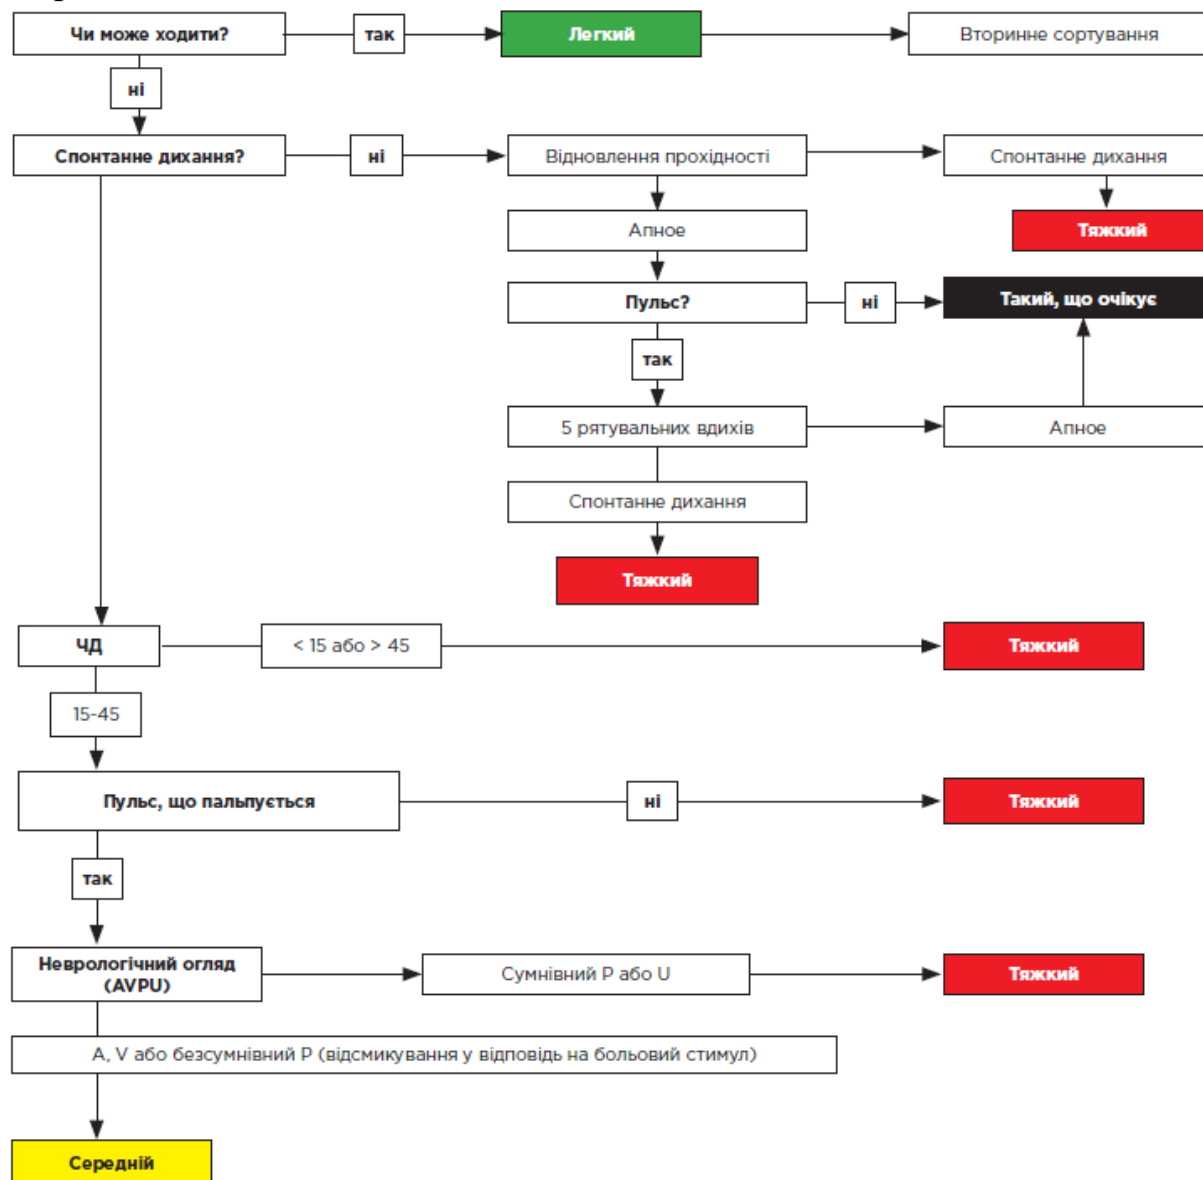 Чи може ходити?
так
Легкий
Вторинне сортування
ні
Спонтанне дихання?
ні
Відновлення прохідності
Спонтанне дихання
Апное
Тяжкий
Пульс?
ні
Такий, що очікує
так
5 рятувальних вдихів
Апное
Спонтанне дихання
Тяжкий
ЧД
< 15 або > 45
Тяжкий
15-45
Пульс, що пальпується
ні
Тяжкий
так
Неврологічний огляд
(AVPU)
Сумнівний P або U
Тяжкий
A, V або безсумнівний P (відсмикування у відповідь на больовий стимул)
Середній